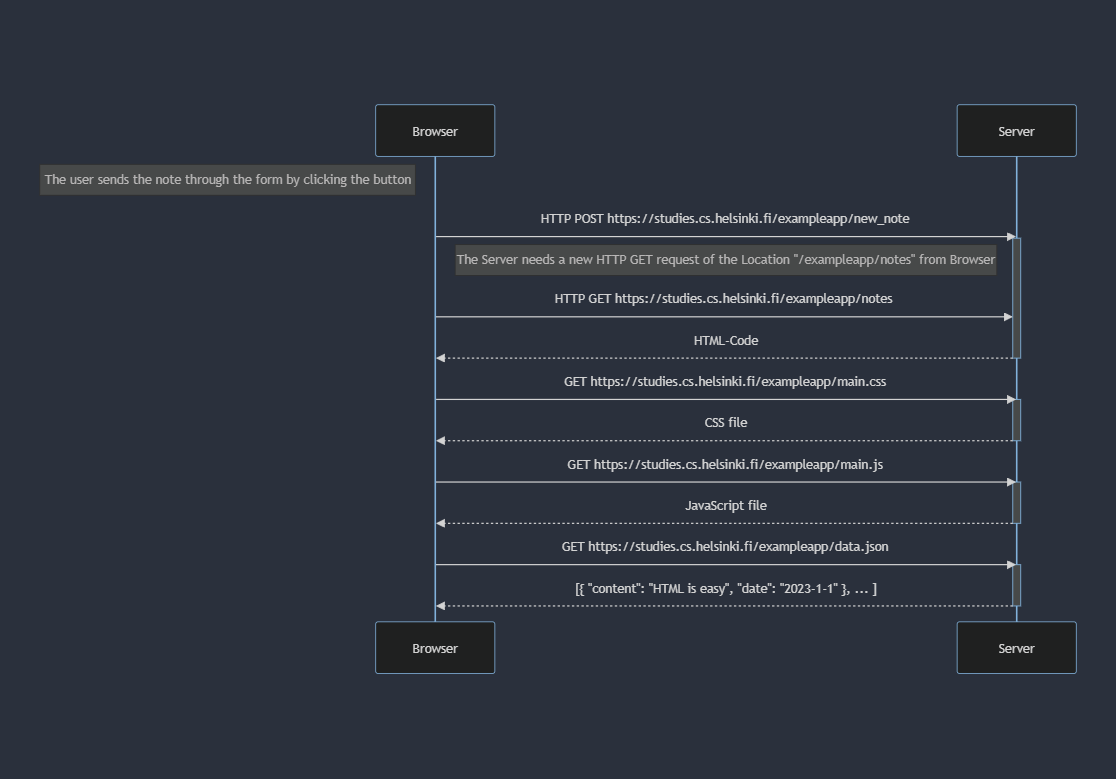 Browser
Server
The user sends the note through the form by clicking the button
HTTP POST https://studies.cs.helsinki.fi/exampleapp/new_note
The Server needs a new HTTP GET request of the Location "/exampleapp/notes" from Browser
HTTP GET https://studies.cs.helsinki.fi/exampleapp/notes
HTML-Code
GET https://studies.cs.helsinki.fi/exampleapp/main.css
CSS file
GET https://studies.cs.helsinki.fi/exampleapp/main.js
JavaScript file
GET https://studies.cs.helsinki.fi/exampleapp/data.json
[{ "content": "HTML is easy", "date": "2023-1-1" }, ... ]
Browser
Server